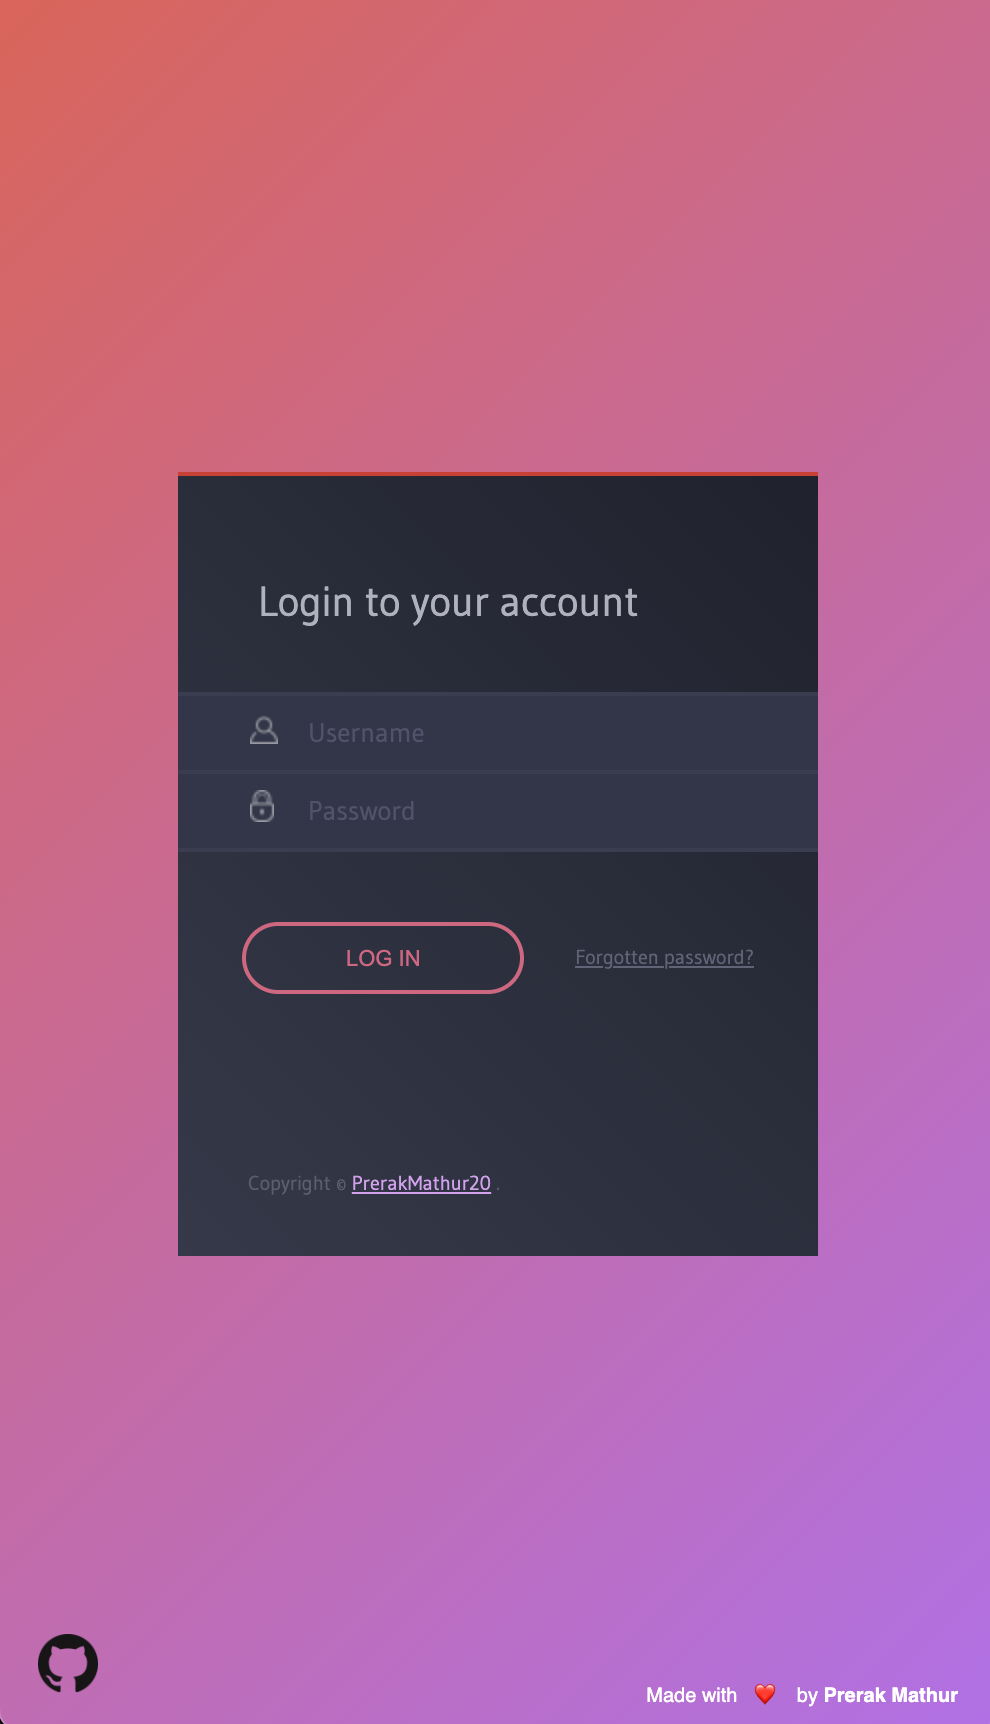 Login to your account
Username
Password
LOG IN
Forgotten password?
Copyright © PrerakMathur20 .
Made with ❤️ by Prerak Mathur